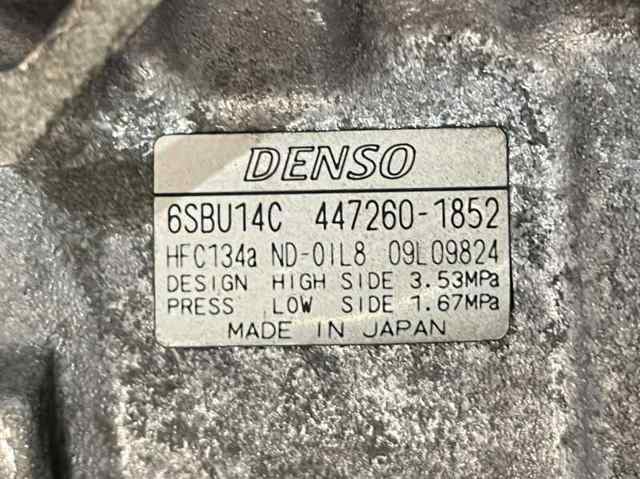 DENSO
6SBU14C 447260-1852
HFC134a ND-OIL8 09L09824
DESIGN HIGH SIDE 3.53MPa
PRESS LOW SIDE 1.67MPa
MADE IN JAPAN